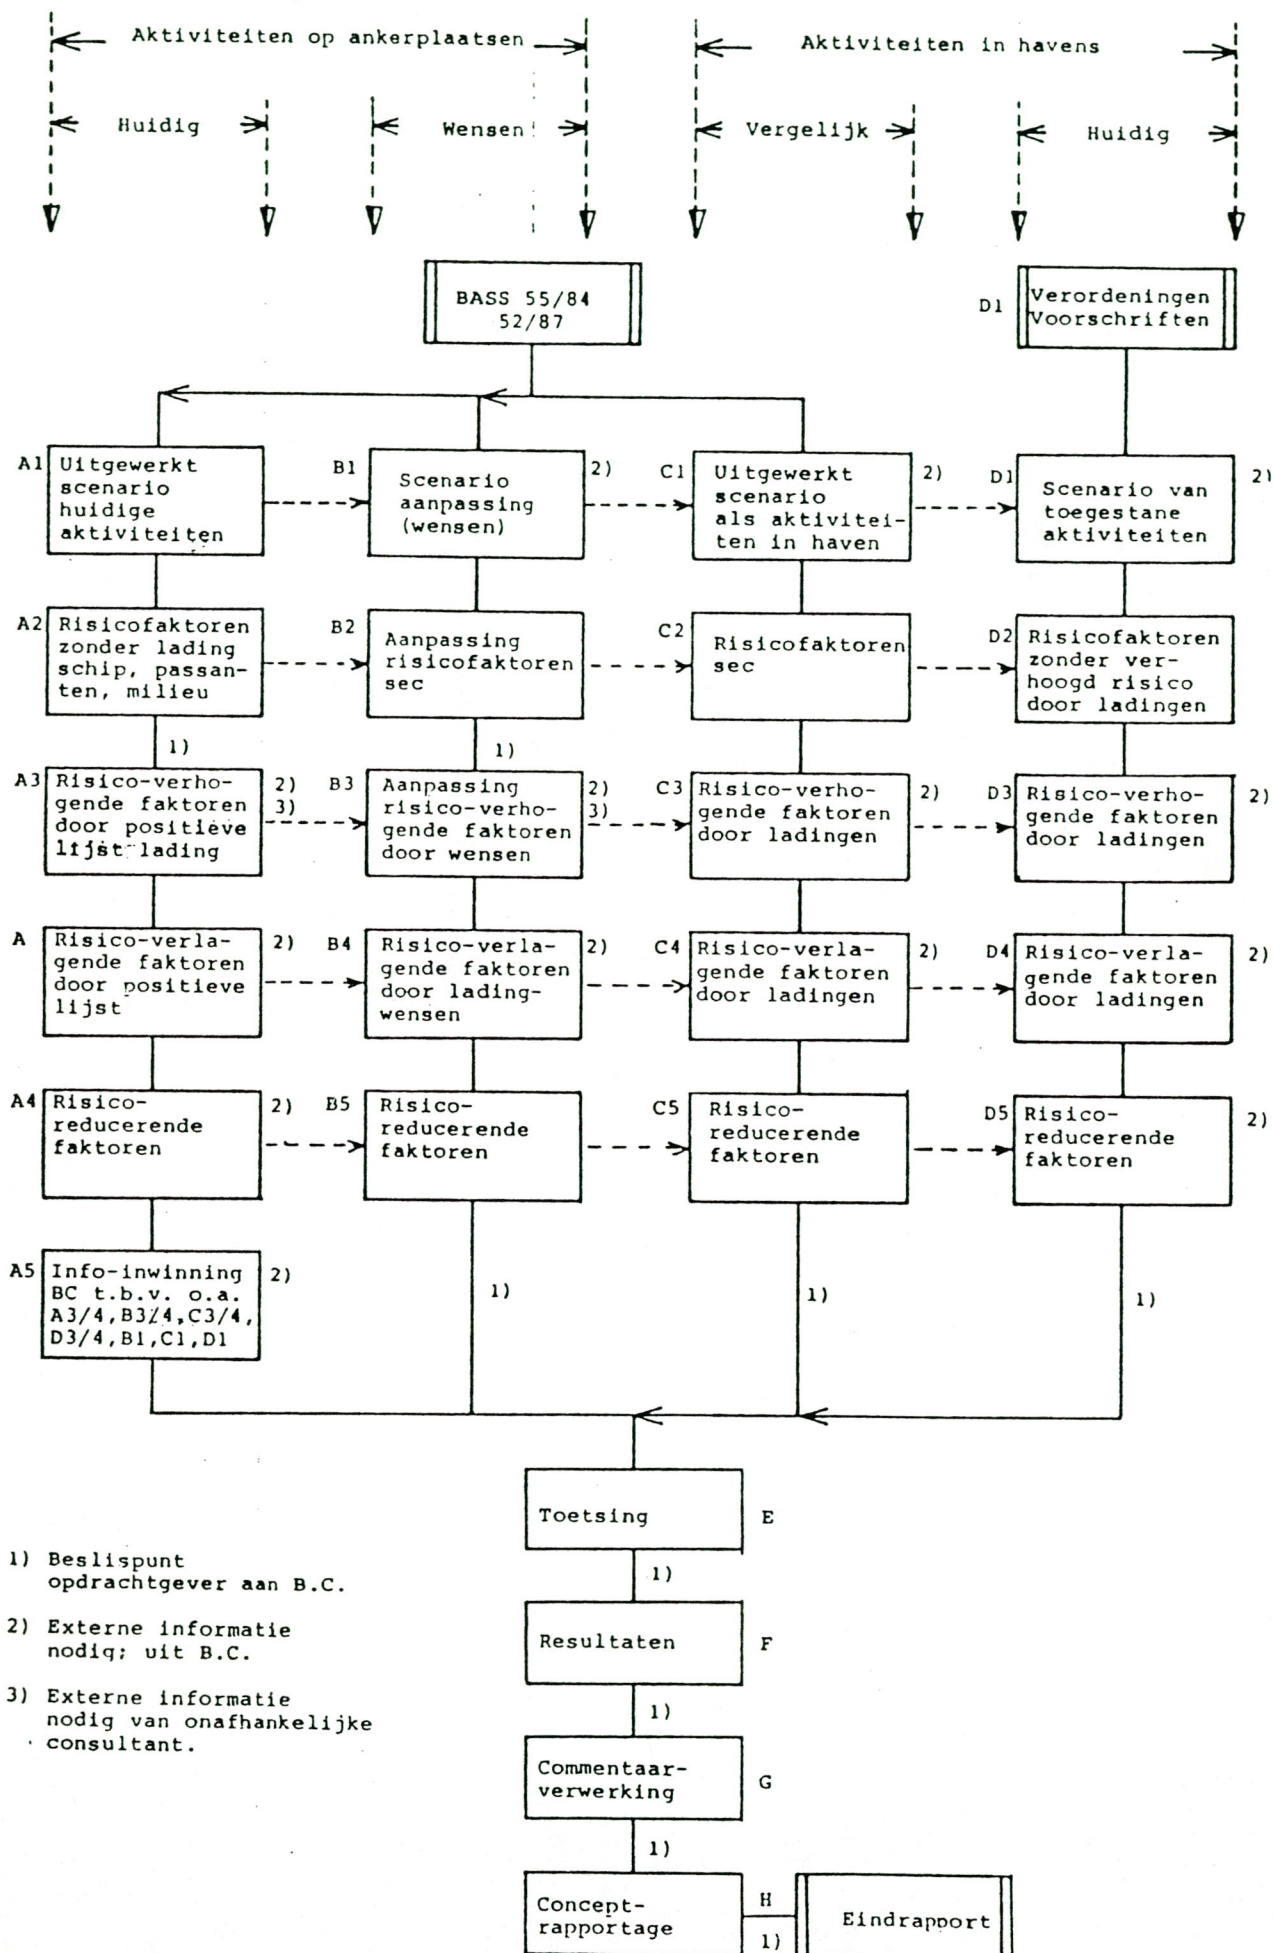 Aktiviteiten op ankerplaatsen
Aktiviteiten in havens
Huidig
Wensen
Vergelijk
Huidig
BASS 55/84
52/87
D1
Verordeningen
Voorschriften
A1
Uitgewerkt
scenario
huidige
aktiviteiten
B1
Scenario
aanpassing
(wensen)
2)
C1
Uitgewerkt
scenario
als aktivitei-
ten in haven
2)
D1
Scenario van
toegestane
aktiviteiten
2)
A2
Risicofaktoren
zonder lading
schip, passan-
ten, milieu
B2
Aanpassing
risicofaktoren
sec
C2
Risicofaktoren
sec
D2
Risicofaktoren
zonder ver-
hoogd risico
door ladingen
1)
1)
A3
Risico-verho-
gende faktoren
door positieve
lijst lading
2)
3)
B3
Aanpassing
risico-verho-
gende faktoren
door wensen
2)
3)
C3
Risico-verho-
gende faktoren
door ladingen
2)
D3
Risico-verho-
gende faktoren
door ladingen
2)
A
Risico-verla-
gende faktoren
door positieve
lijst
2)
B4
Risico-verla-
gende faktoren
door lading-
wensen
2)
C4
Risico-verla-
gende faktoren
door ladingen
2)
D4
Risico-verla-
gende faktoren
door ladingen
2)
A4
Risico-
reducerende
faktoren
2)
B5
Risico-
reducerende
faktoren
C5
Risico-
reducerende
faktoren
D5
Risico-
reducerende
faktoren
2)
A5
Info-inwinning
BC t.b.v. o.a.
A3/4,B3/4,C3/4,
D3/4,B1,C1,D1
2)
1)
1)
1)
Toetsing
E
1)
Resultaten
F
1)
Commentaar-
verwerking
G
1)
Concept-
rapportage
H
1)
Eindrapport
1) Beslispunt
opdrachtgever aan B.C.
2) Externe informatie
nodig; uit B.C.
3) Externe informatie
nodig van onafhankelijke
consultant.